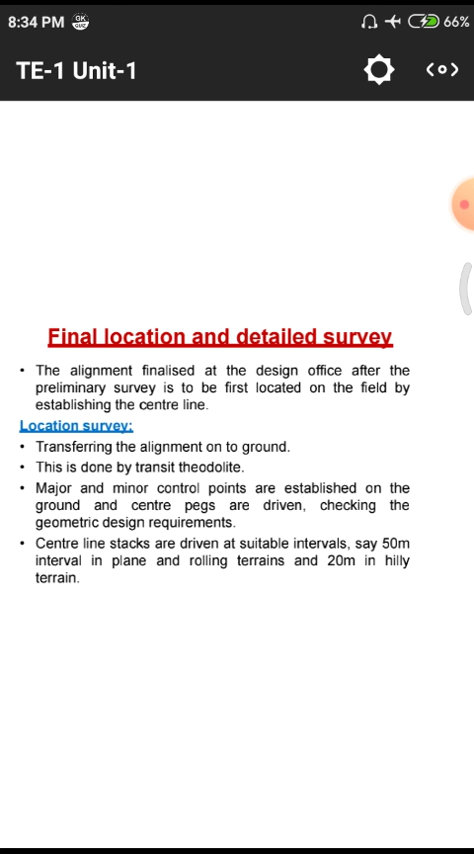 8:34 PM
66%
TE-1 Unit-1
Final location and detailed survey
• The alignment finalised at the design office after the
preliminary survey is to be first located on the field by
establishing the centre line.
Location survey:
• Transferring the alignment on to ground.
• This is done by transit theodolite.
• Major and minor control points are established on the
ground and centre pegs are driven, checking the
geometric design requirements.
• Centre line stacks are driven at suitable intervals, say 50m
interval in plane and rolling terrains and 20m in hilly
terrain.